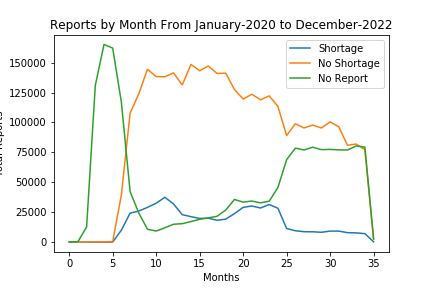 Reports by Month From January-2020 to December-2022
Shortage
No Shortage
No Report
150000
125000
100000
75000
50000
25000
0
0 5 10 15 20 25 30 35
Months
Reports